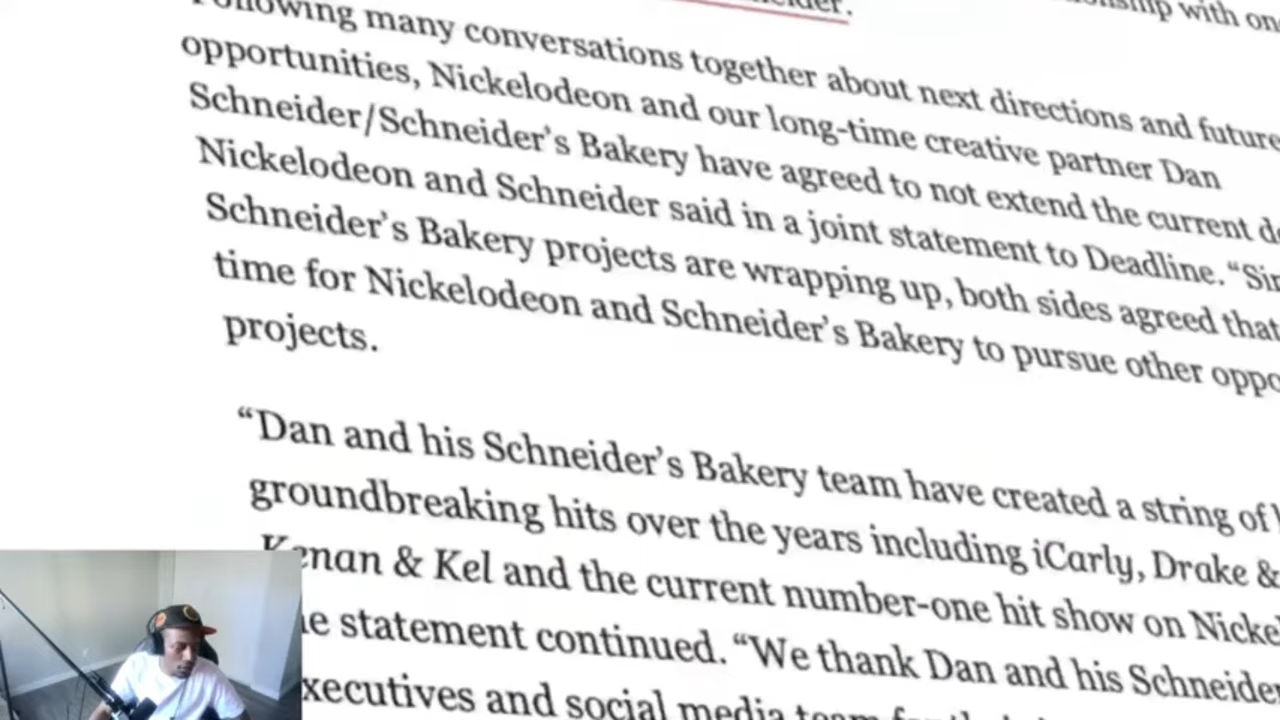 ship with on
Following many conversations together about next directions and future
opportunities, Nickelodeon and our long-time creative partner Dan
Schneider/Schneider’s Bakery have agreed to not extend the current
Nickelodeon and Schneider said in a joint statement to Deadline. “
Schneider’s Bakery projects are wrapping up, both sides agreed that
time for Nickelodeon and Schneider’s Bakery to pursue other
projects.
“Dan and his Schneider’s Bakery team have created a string of
groundbreaking hits over the years including iCarly, Drake &
Kenan & Kel and the current number-one hit show on
statement continued. “We thank Dan and his
executives and social media team